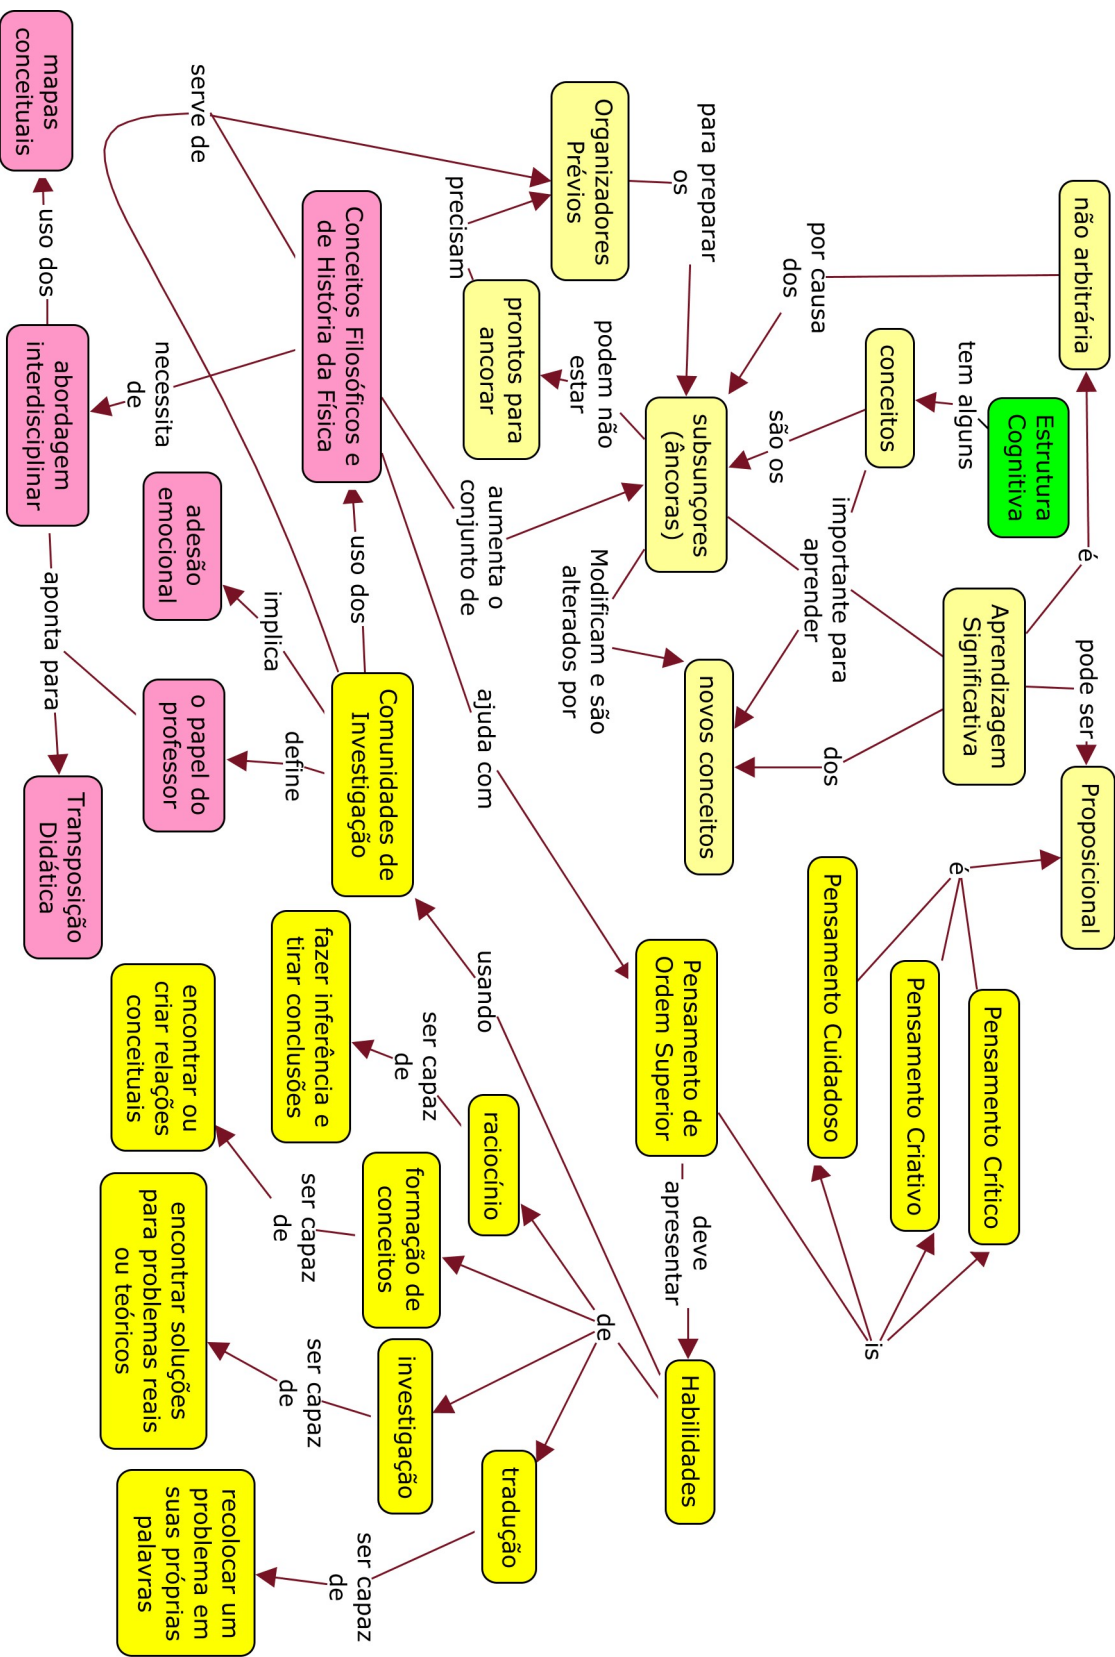 não arbitrária
é
pode ser
Proposicional
Estrutura
Cognitiva
tem alguns
conceitos
Aprendizagem
Significativa
é
Pensamento Crítico
Pensamento Criativo
Pensamento Cuidadoso
is
por causa
dos
são os
importante para
aprender
dos
para preparar
os
subsunçores
(âncoras)
novos conceitos
Pensamento de
Ordem Superior
deve
apresentar
Habilidades
Organizadores
Prévios
podem não
estar
Modificam e são
alterados por
de
prontos para
ancorar
precisam
aumenta o
conjunto de
ajuda com
usando
raciocínio
tradução
ser capaz
de
formação de
conceitos
investigação
Conceitos Filosóficos e
de História da Física
uso dos
Comunidades de
Investigação
fazer inferência e
tirar conclusões
ser capaz
de
ser capaz
de
ser capaz
de
serve de
necessita
de
adesão
emocional
implica
define
o papel do
professor
encontrar ou
criar relações
conceituais
encontrar soluções
para problemas reais
ou teóricos
recolocar um
problema em
suas próprias
palavras
mapas
conceituais
uso dos
abordagem
interdisciplinar
aponta para
Transposição
Didática